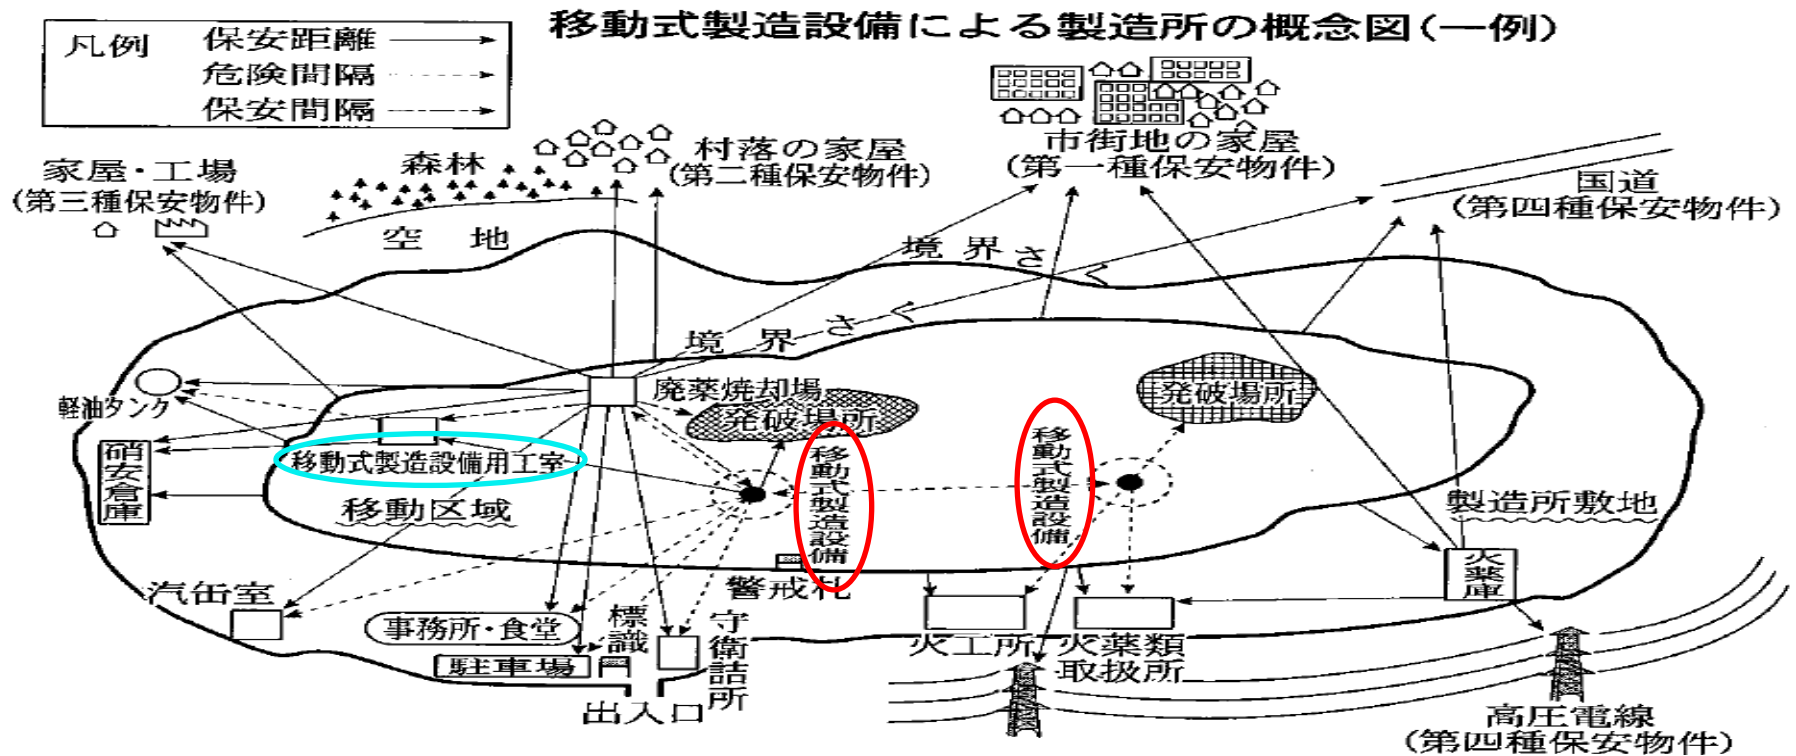 移動式製造設備による製造所の概念図(一例)
凡例
保安距離
危険間隔
保安間隔
市街地の家屋
(第一種保安物件)
村落の家屋
(第二種保安物件)
森林
家屋・工場
(第三種保安物件)
国道
(第四種保安物件)
空地
境界さく
境界さく
廃薬焼却場
発破場所
発破場所
軽油タンク
硝安倉庫
移動式製造設備用工室
移動式製造設備
移動式製造設備
移動区域
製造所敷地
火薬庫
警戒札
汽缶室
事務所・食堂
標識
守衛詰所
駐車場
出入口
火工所
火薬類
取扱所
高圧電線
(第四種保安物件)